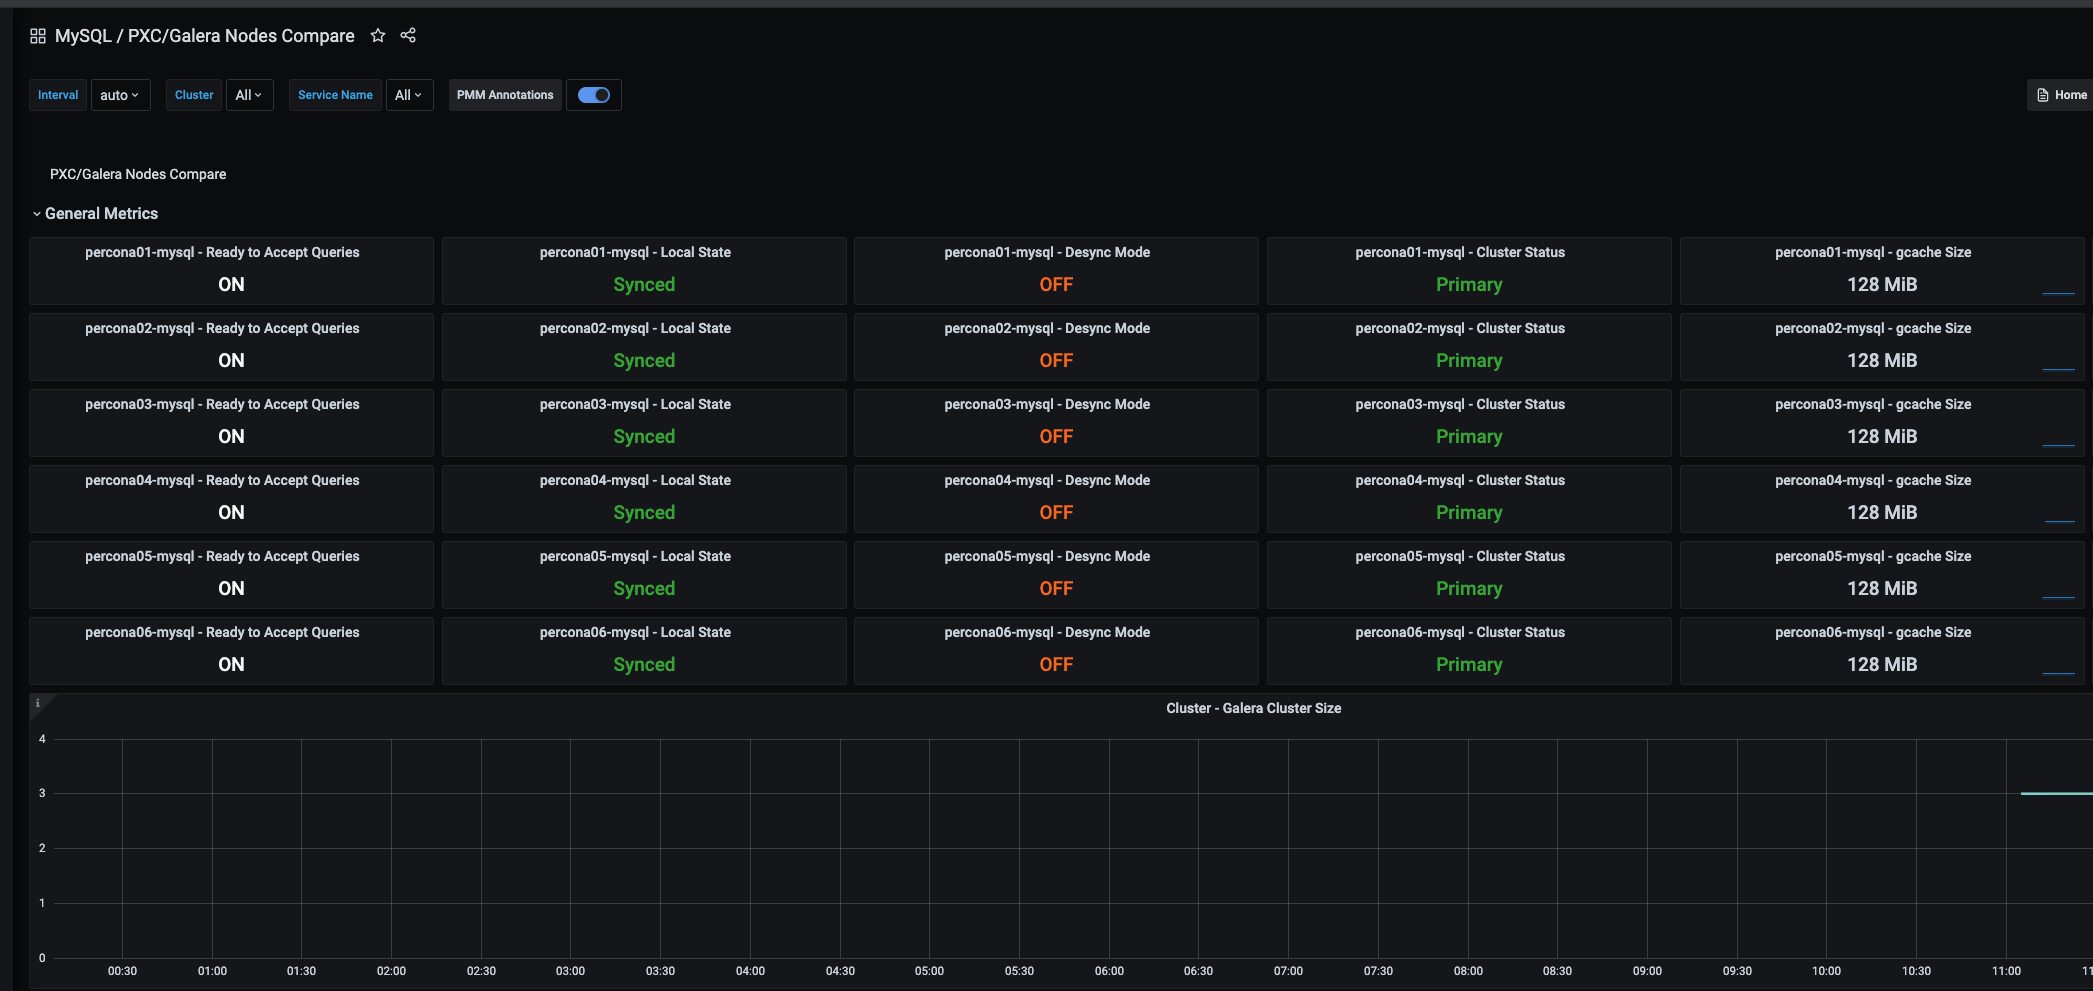 MySQL / PXC/Galera Nodes Compare
Interval auto Cluster All Service Name All PMM Annotations Home
PXC/Galera Nodes Compare
General Metrics
percona01-mysql - Ready to Accept Queries percona01-mysql - Local State percona01-mysql - Desync Mode percona01-mysql - Cluster Status percona01-mysql - gcache Size
ON Synced OFF Primary 128 MiB
percona02-mysql - Ready to Accept Queries percona02-mysql - Local State percona02-mysql - Desync Mode percona02-mysql - Cluster Status percona02-mysql - gcache Size
ON Synced OFF Primary 128 MiB
percona03-mysql - Ready to Accept Queries percona03-mysql - Local State percona03-mysql - Desync Mode percona03-mysql - Cluster Status percona03-mysql - gcache Size
ON Synced OFF Primary 128 MiB
percona04-mysql - Ready to Accept Queries percona04-mysql - Local State percona04-mysql - Desync Mode percona04-mysql - Cluster Status percona04-mysql - gcache Size
ON Synced OFF Primary 128 MiB
percona05-mysql - Ready to Accept Queries percona05-mysql - Local State percona05-mysql - Desync Mode percona05-mysql - Cluster Status percona05-mysql - gcache Size
ON Synced OFF Primary 128 MiB
percona06-mysql - Ready to Accept Queries percona06-mysql - Local State percona06-mysql - Desync Mode percona06-mysql - Cluster Status percona06-mysql - gcache Size
ON Synced OFF Primary 128 MiB
i
Cluster - Galera Cluster Size
4
3
2
1
0
00:30 01:00 01:30 02:00 02:30 03:00 03:30 04:00 04:30 05:00 05:30 06:00 06:30 07:00 07:30 08:00 08:30 09:00 09:30 10:00 10:30 11:00